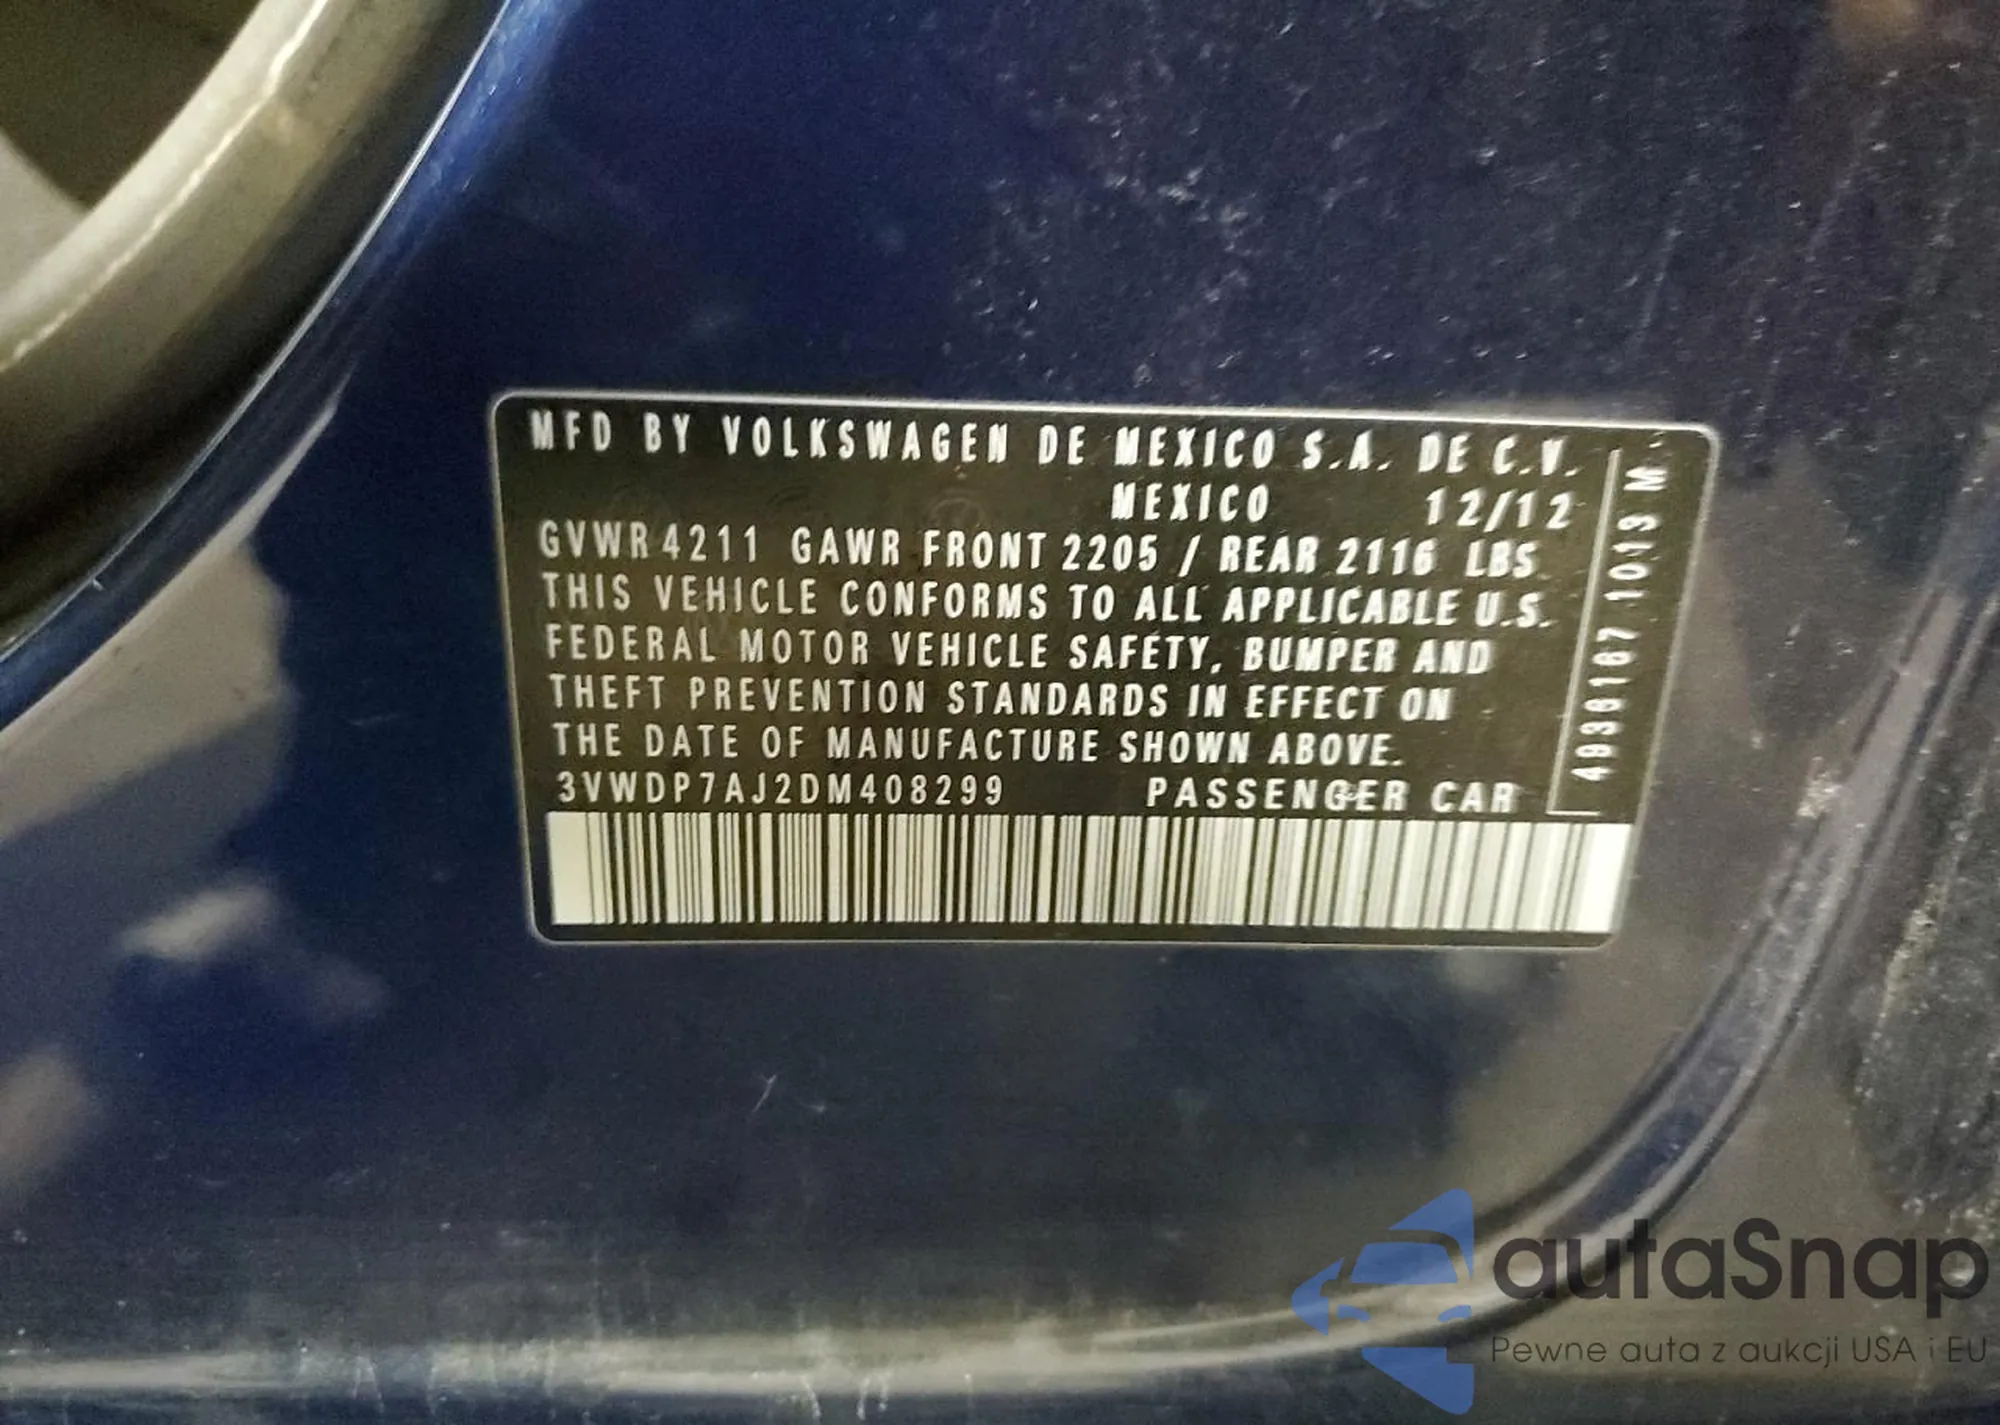 MFD BY VOLKSWAGEN DE MEXICO S.A. DE C.V.
MEXICO 12/12
GVWR 4211 GAWR FRONT 2205 / REAR 2116 LBS
THIS VEHICLE CONFORMS TO ALL APPLICABLE U.S.
FEDERAL MOTOR VEHICLE SAFETY, BUMPER AND
THEFT PREVENTION STANDARDS IN EFFECT ON
THE DATE OF MANUFACTURE SHOWN ABOVE.
3VWDP7AJ2DM408299 PASSENGER CAR
4938167 1019 M
autaSnap
Pewne auta z aukcji USA i EU